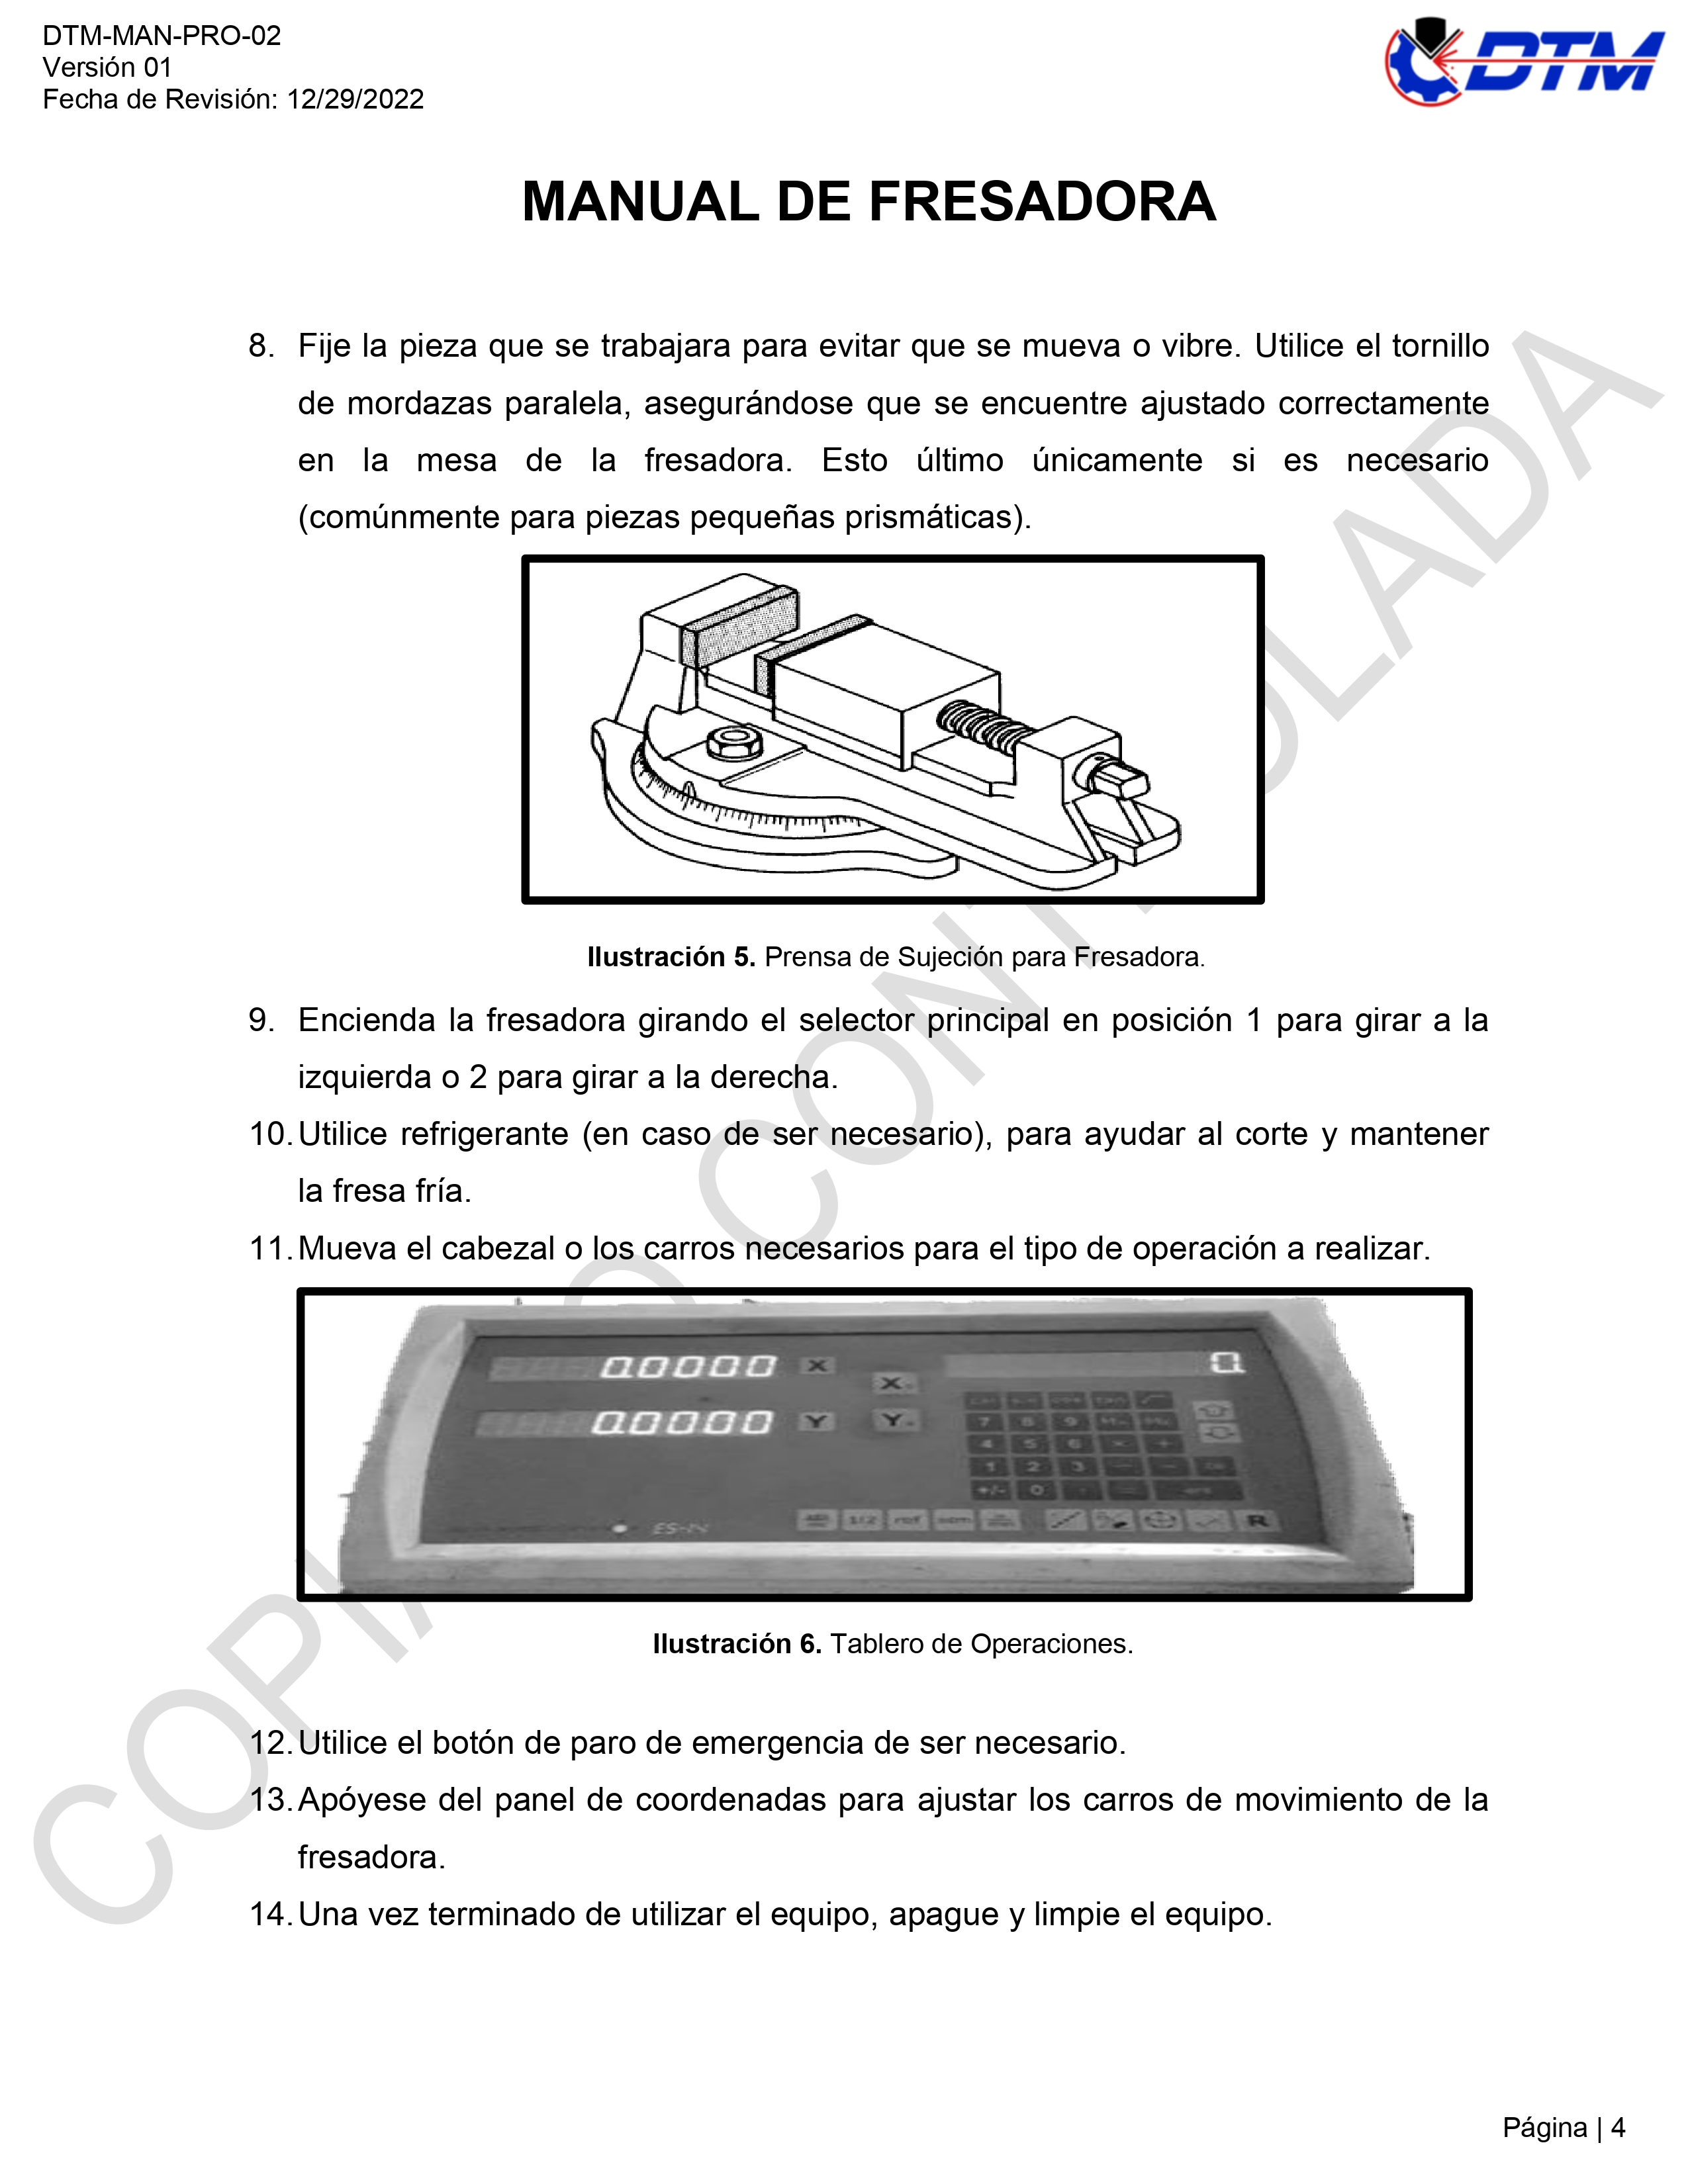 DTM-MAN-PRO-02
Versión 01
Fecha de Revisión: 12/29/2022
DTM
MANUAL DE FRESADORA
8. Fije la pieza que se trabajara para evitar que se mueva o vibre. Utilice el tornillo
de mordazas paralela, asegurándose que se encuentre ajustado correctamente
en la mesa de la fresadora. Esto último únicamente si es necesario
(comúnmente para piezas pequeñas prismáticas).
Ilustración 5. Prensa de Sujeción para Fresadora.
9. Encienda la fresadora girando el selector principal en posición 1 para girar a la
izquierda o 2 para girar a la derecha.
10. Utilice refrigerante (en caso de ser necesario), para ayudar al corte y mantener
la fresa fría.
11. Mueva el cabezal o los carros necesarios para el tipo de operación a realizar.
0.0000 X
X
0.0000 Y
Y
0.
7 8 9
4 5 6
1 2 3
+/- 0
1/2 ref
R
Ilustración 6. Tablero de Operaciones.
12. Utilice el botón de paro de emergencia de ser necesario.
13. Apóyese del panel de coordenadas para ajustar los carros de movimiento de la
fresadora.
14. Una vez terminado de utilizar el equipo, apague y limpie el equipo.
Página | 4